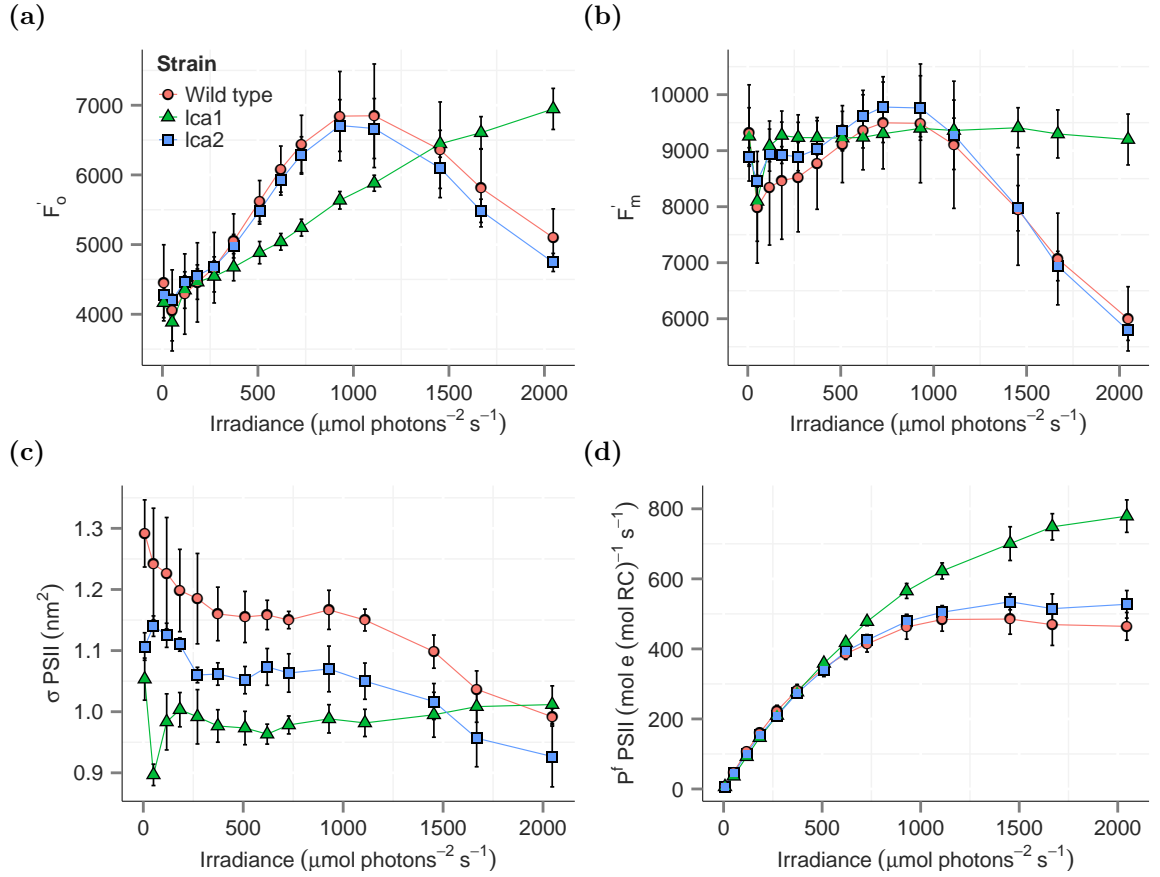 (a)
Strain
Wild type
lca1
lca2
7000
6000
5000
4000
F'o
0 500 1000 1500 2000
Irradiance (μmol photons⁻² s⁻¹)
(b)
10000
9000
8000
7000
6000
F'm
0 500 1000 1500 2000
Irradiance (μmol photons⁻² s⁻¹)
(c)
1.3
1.2
1.1
1.0
0.9
σ PSII (nm²)
0 500 1000 1500 2000
Irradiance (μmol photons⁻² s⁻¹)
(d)
800
600
400
200
0
Pᶠ PSII (mol e (mol RC)⁻¹ s⁻¹)
0 500 1000 1500 2000
Irradiance (μmol photons⁻² s⁻¹)